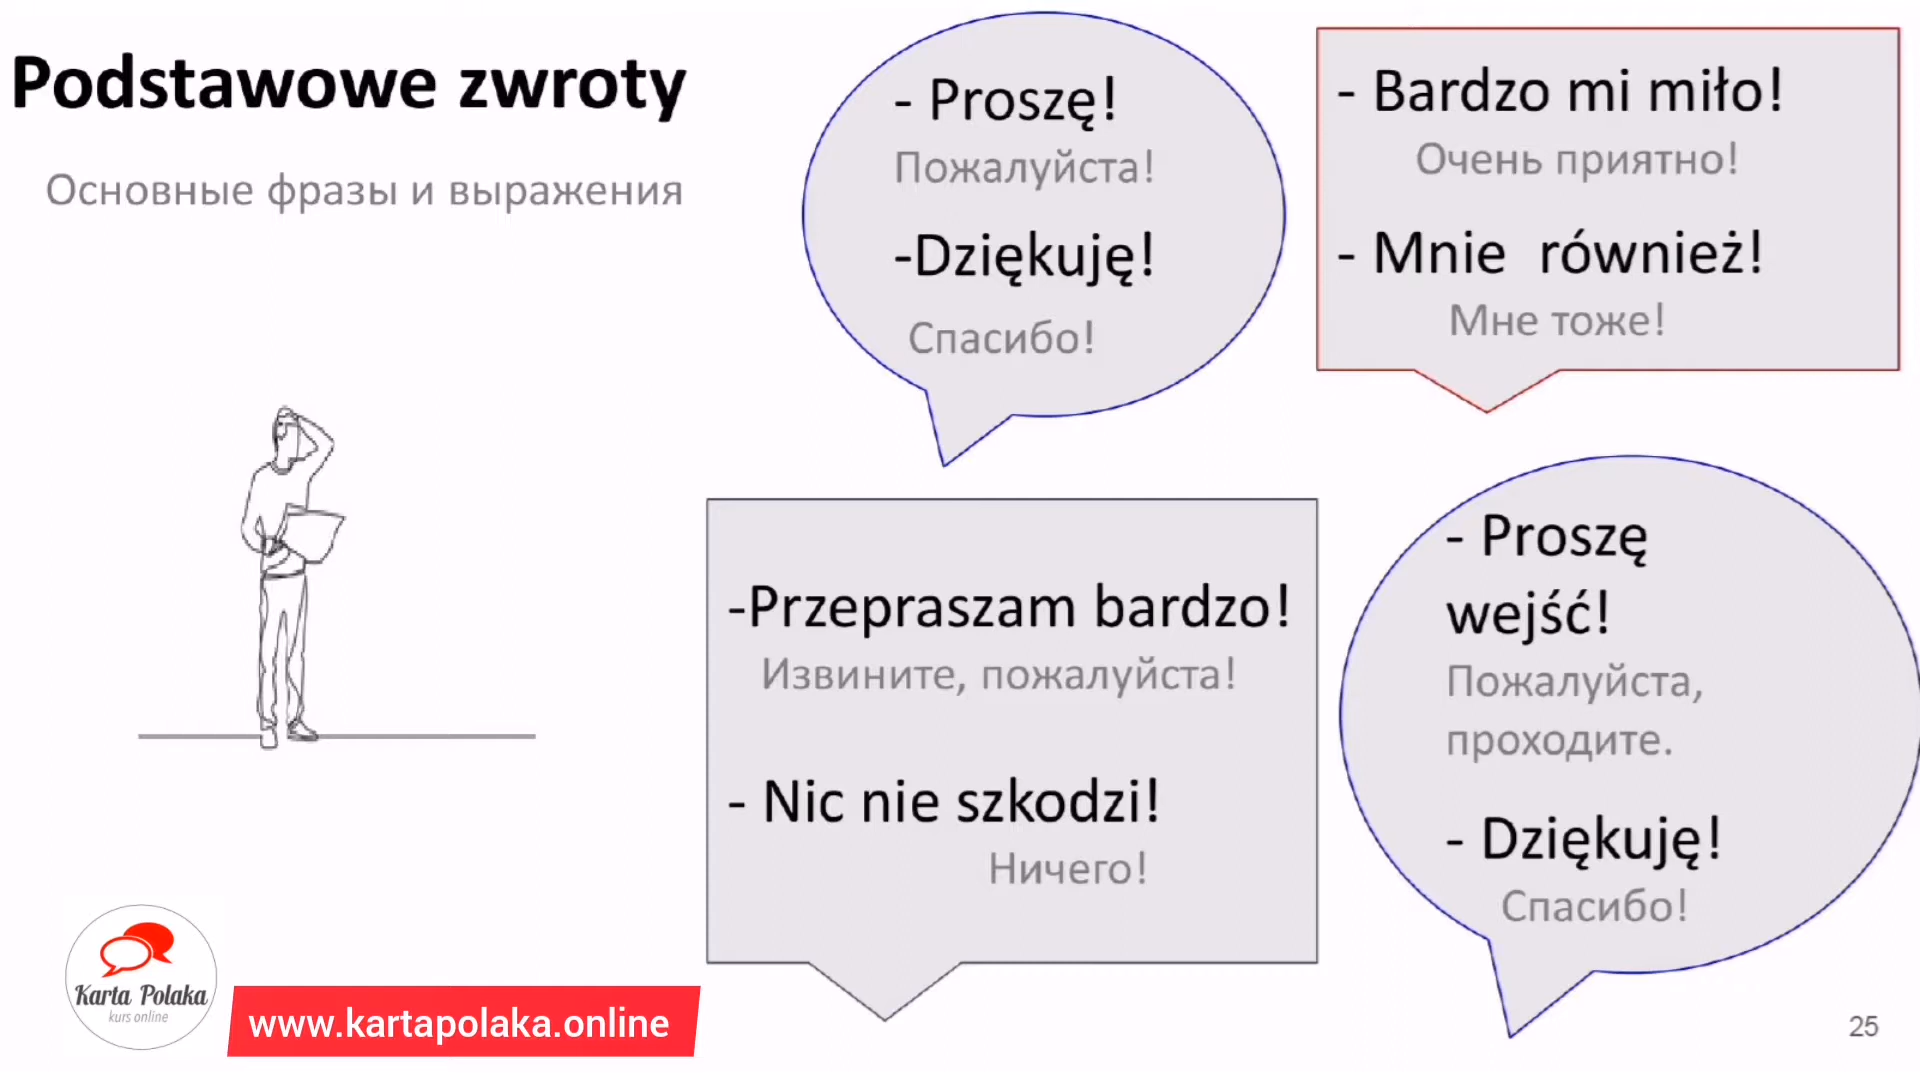 Podstawowe zwroty
Основные фразы и выражения
- Proszę!
Пожалуйста!
-Dziękuję!
Спасибо!
- Bardzo mi miło!
Очень приятно!
- Mnie również!
Мне тоже!
-Przepraszam bardzo!
Извините, пожалуйста!
- Nic nie szkodzi!
Ничего!
- Proszę
wejść!
Пожалуйста,
проходите.
- Dziękuję!
Спасибо!
Karta Polaka
kurs online
www.kartapolaka.online
25